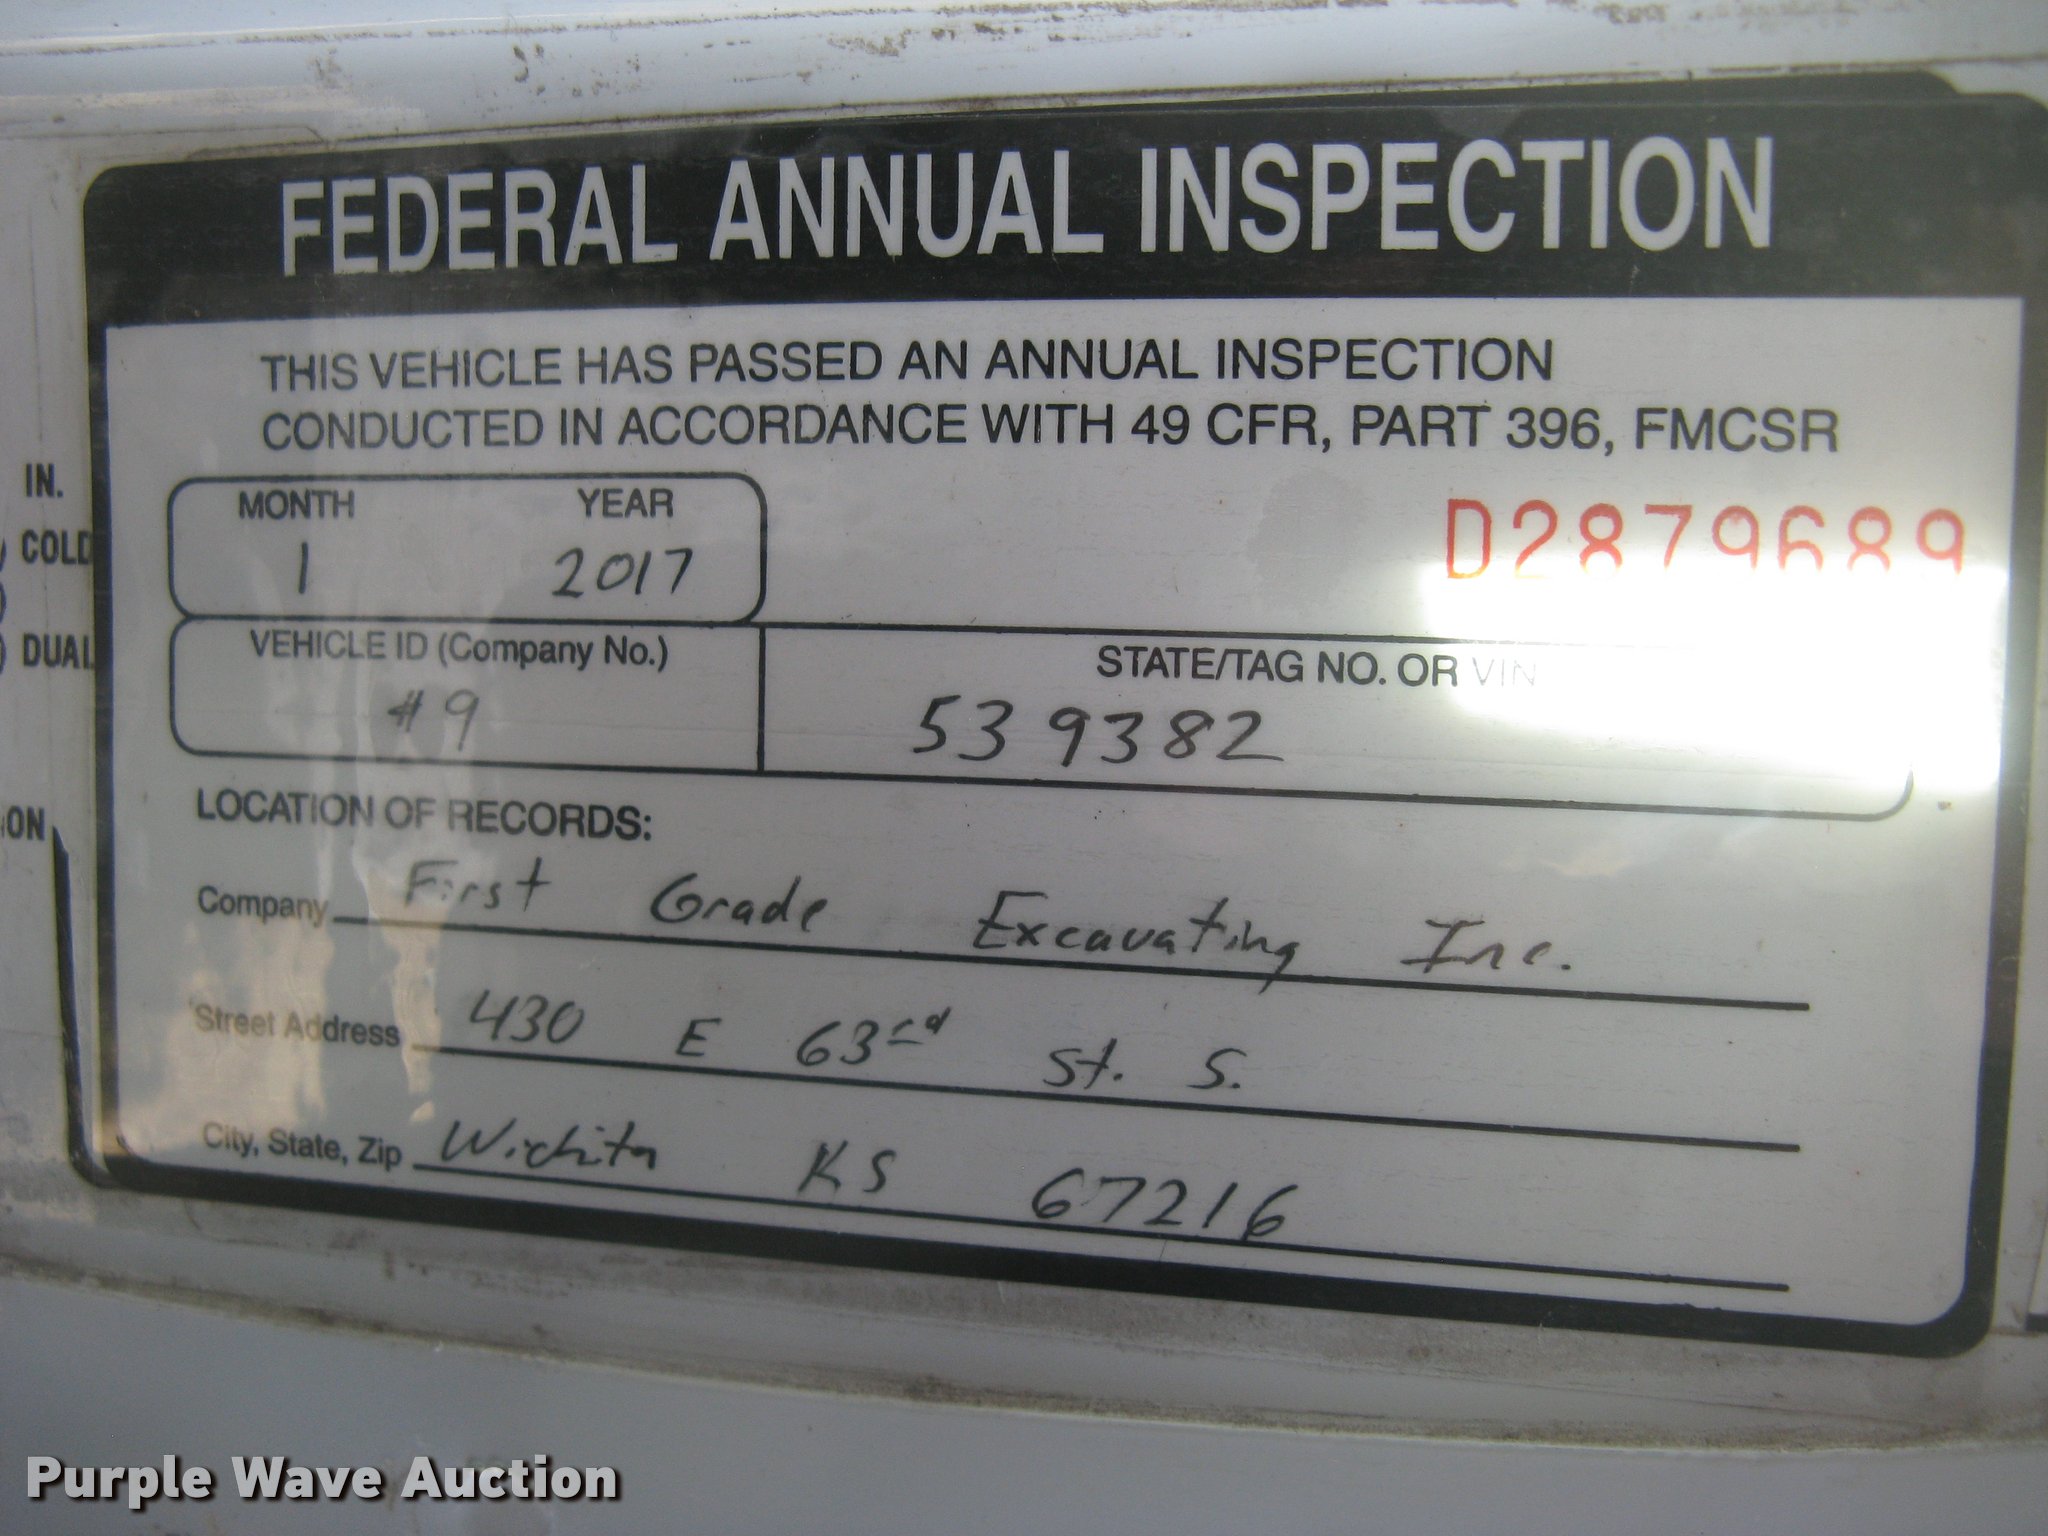 FEDERAL ANNUAL INSPECTION
THIS VEHICLE HAS PASSED AN ANNUAL INSPECTION
CONDUCTED IN ACCORDANCE WITH 49 CFR, PART 396, FMCSR
MONTH YEAR
1 2017
D2879689
VEHICLE ID (Company No.)
#9
STATE/TAG NO. OR VIN
539382
LOCATION OF RECORDS:
Company First Grade Excavating Inc.
Street Address 430 E 63rd St. S.
City, State, Zip Wichita KS 67216
IN.
COLD
DUAL
Purple Wave Auction